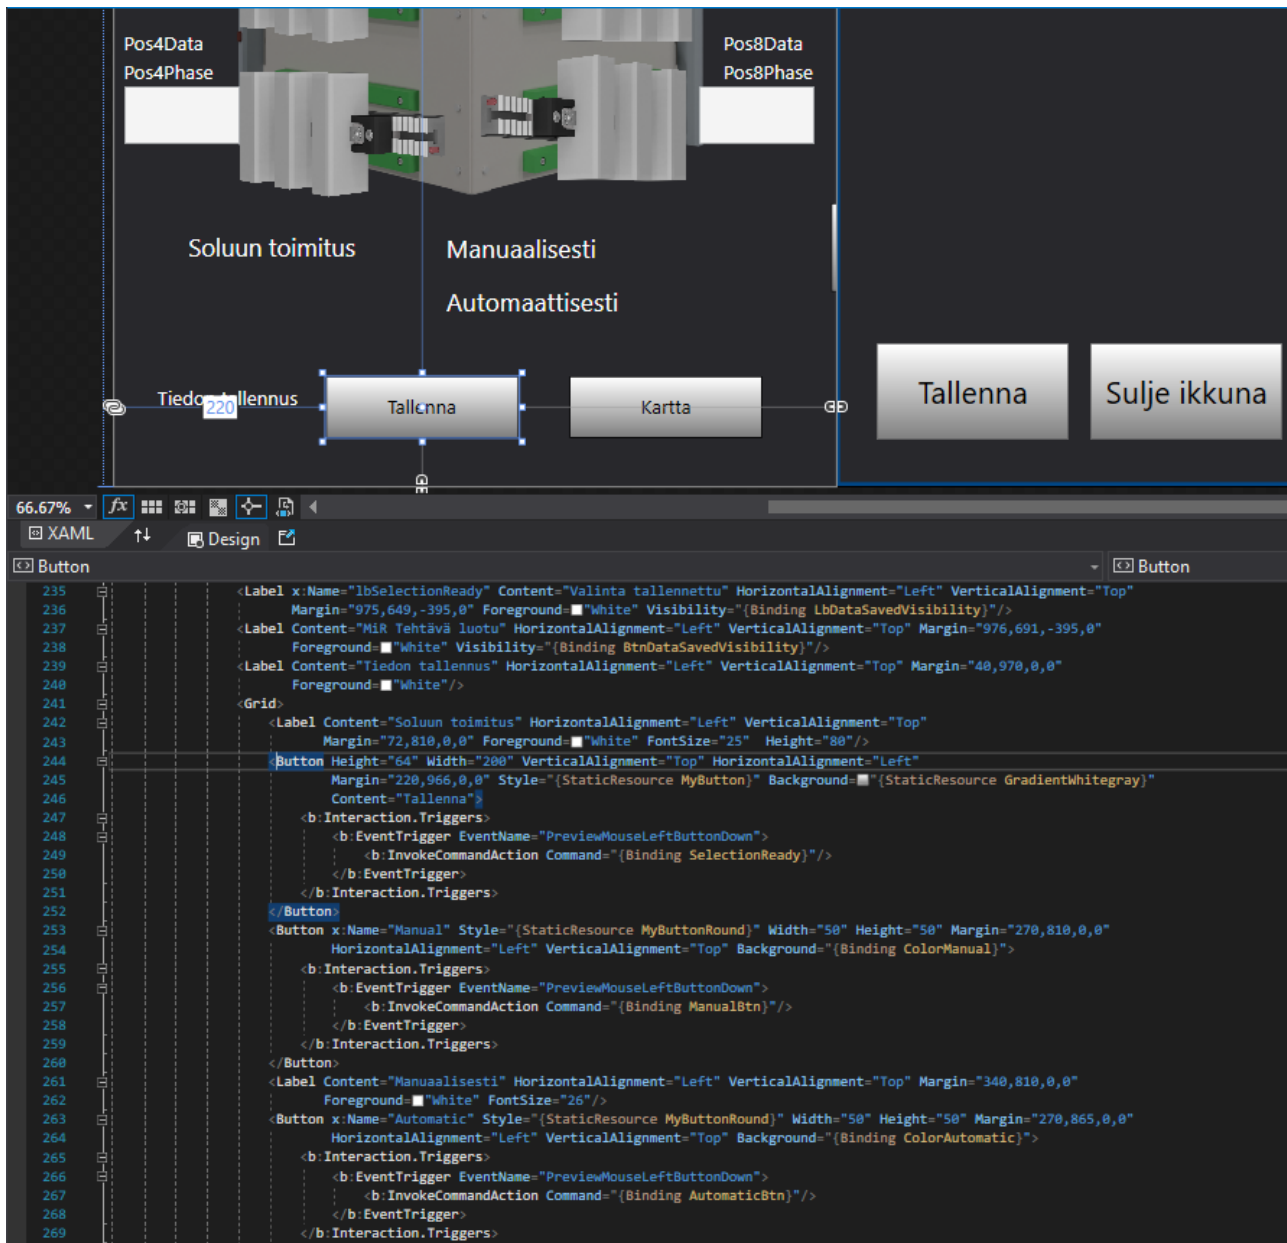 Pos4Data
Pos4Phase
Pos8Data
Pos8Phase
Soluun toimitus
Manuaalisesti
Automaattisesti
220
Tallenna
Kartta
Tallenna
Sulje ikkuna
66.67%
fx
XAML
Design
Button
Button
235 <Label x:Name="lbSelectionReady" Content="Valinta tallennettu" HorizontalAlignment="Left" VerticalAlignment="Top"
236 Margin="975,649,-395,0" Foreground="White" Visibility="{Binding LbDataSavedVisibility}"/>
237 <Label Content="MiR Tehtävä luotu" HorizontalAlignment="Left" VerticalAlignment="Top" Margin="976,691,-395,0"
238 Foreground="White" Visibility="{Binding BtnDataSavedVisibility}"/>
239 <Label Content="Tiedon tallennus" HorizontalAlignment="Left" VerticalAlignment="Top" Margin="40,970,0,0"
240 Foreground="White"/>
241 <Grid>
242 <Label Content="Soluun toimitus" HorizontalAlignment="Left" VerticalAlignment="Top"
243 Margin="72,810,0,0" Foreground="White" FontSize="25" Height="80"/>
244 <Button Height="64" Width="200" VerticalAlignment="Top" HorizontalAlignment="Left"
245 Margin="220,966,0,0" Style="{StaticResource MyButton}" Background="{StaticResource GradientWhitegray}"
246 Content="Tallenna">
247 <b:Interaction.Triggers>
248 <b:EventTrigger EventName="PreviewMouseLeftButtonDown">
249 <b:InvokeCommandAction Command="{Binding SelectionReady}"/>
250 </b:EventTrigger>
251 </b:Interaction.Triggers>
252 </Button>
253 <Button x:Name="Manual" Style="{StaticResource MyButtonRound}" Width="50" Height="50" Margin="270,810,0,0"
254 HorizontalAlignment="Left" VerticalAlignment="Top" Background="{Binding ColorManual}">
255 <b:Interaction.Triggers>
256 <b:EventTrigger EventName="PreviewMouseLeftButtonDown">
257 <b:InvokeCommandAction Command="{Binding ManualBtn}"/>
258 </b:EventTrigger>
259 </b:Interaction.Triggers>
260 </Button>
261 <Label Content="Manuaalisesti" HorizontalAlignment="Left" VerticalAlignment="Top" Margin="340,810,0,0"
262 Foreground="White" FontSize="26"/>
263 <Button x:Name="Automatic" Style="{StaticResource MyButtonRound}" Width="50" Height="50" Margin="270,865,0,0"
264 HorizontalAlignment="Left" VerticalAlignment="Top" Background="{Binding ColorAutomatic}">
265 <b:Interaction.Triggers>
266 <b:EventTrigger EventName="PreviewMouseLeftButtonDown">
267 <b:InvokeCommandAction Command="{Binding AutomaticBtn}"/>
268 </b:EventTrigger>
269 </b:Interaction.Triggers>